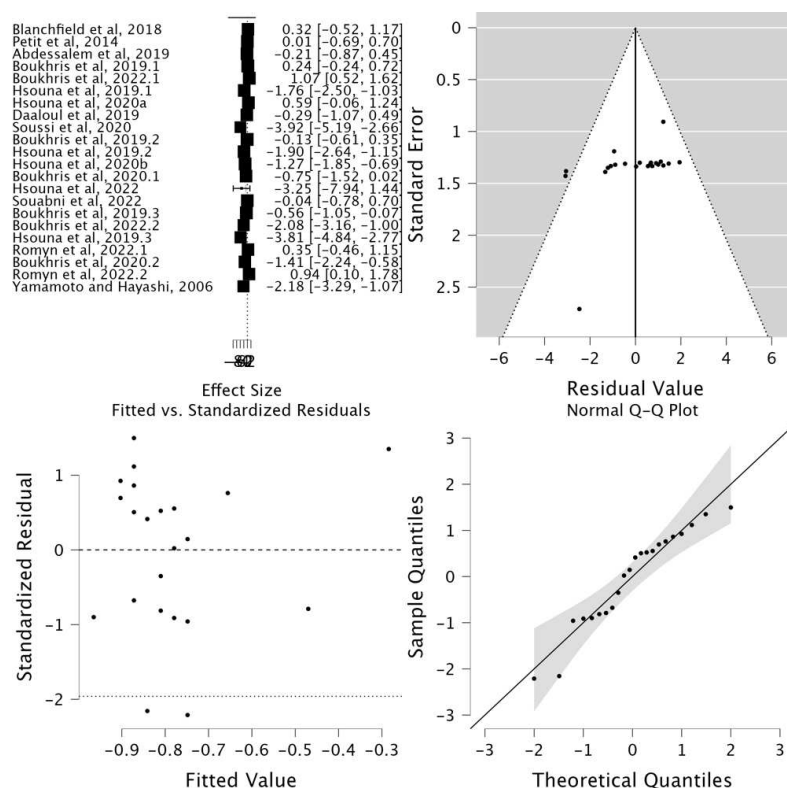 Blanchfield et al, 2018 0.32 [−0.52, 1.17]
Petit et al, 2014 0.01 [−0.69, 0.70]
Abdessalem et al, 2019 −0.21 [−0.87, 0.45]
Boukhris et al, 2019.1 0.24 [−0.24, 0.72]
Boukhris et al, 2022.1 1.07 [0.52, 1.62]
Hsouna et al, 2019.1 −1.76 [−2.50, −1.03]
Hsouna et al, 2020a 0.59 [−0.06, 1.24]
Daaloul et al, 2019 −0.29 [−1.07, 0.49]
Soussi et al, 2020 −3.92 [−5.19, −2.66]
Boukhris et al, 2019.2 −0.13 [−0.61, 0.35]
Hsouna et al, 2019.2 −1.90 [−2.64, −1.15]
Hsouna et al, 2020b −1.27 [−1.85, −0.69]
Boukhris et al, 2020.1 −0.75 [−1.52, 0.02]
Hsouna et al, 2022 −3.25 [−7.94, 1.44]
Souabni et al, 2022 −0.04 [−0.78, 0.70]
Boukhris et al, 2019.3 −0.56 [−1.05, −0.07]
Boukhris et al, 2022.2 −2.08 [−3.16, −1.00]
Hsouna et al, 2019.3 −3.81 [−4.84, −2.77]
Romyn et al, 2022.1 0.35 [−0.46, 1.15]
Boukhris et al, 2020.2 −1.41 [−2.24, −0.58]
Romyn et al, 2022.2 0.94 [0.10, 1.78]
Yamamoto and Hayashi, 2006 −2.18 [−3.29, −1.07]
Effect Size
Standard Error
0
0.5
1
1.5
2
2.5
−6 −4 −2 0 2 4 6
Residual Value
Fitted vs. Standardized Residuals
Standardized Residual
1
0
−1
−2
−0.9 −0.8 −0.7 −0.6 −0.5 −0.4 −0.3
Fitted Value
Normal Q−Q Plot
Sample Quantiles
3
2
1
0
−1
−2
−3
−3 −2 −1 0 1 2 3
Theoretical Quantiles